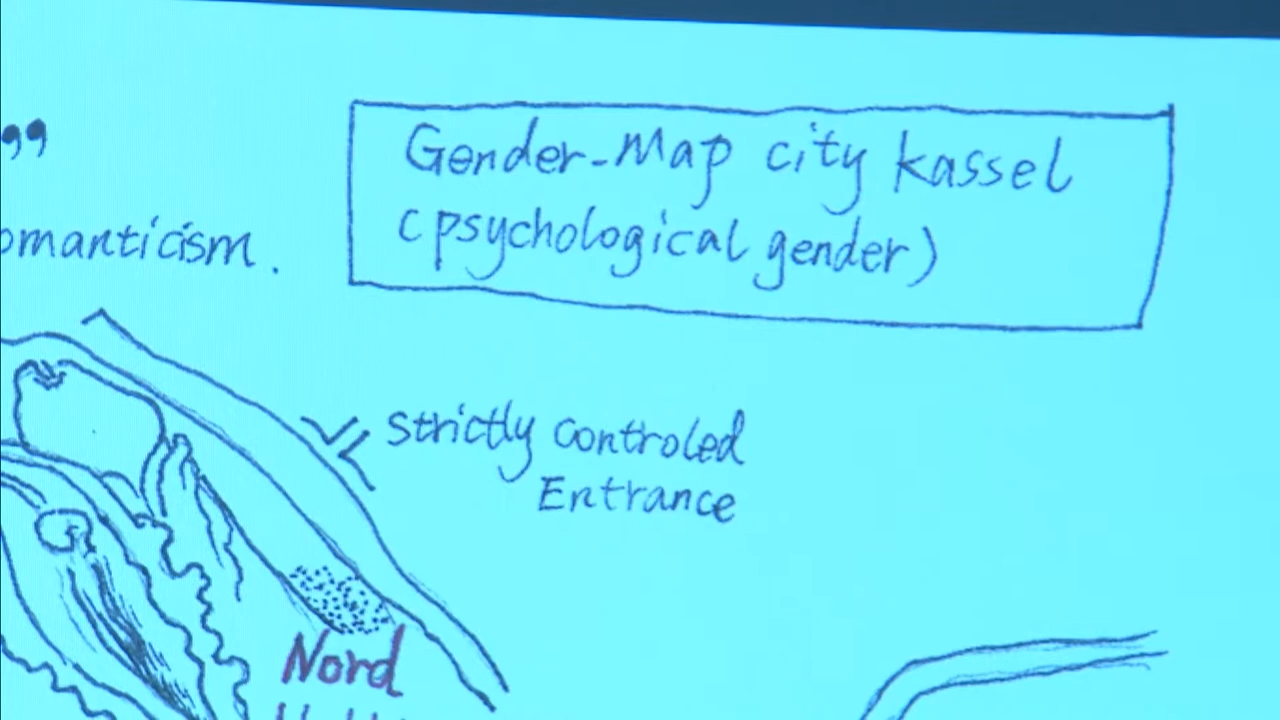 ”
Gender-Map city kassel
(psychological gender)
omanticism.
strictly controled
Entrance
Nord